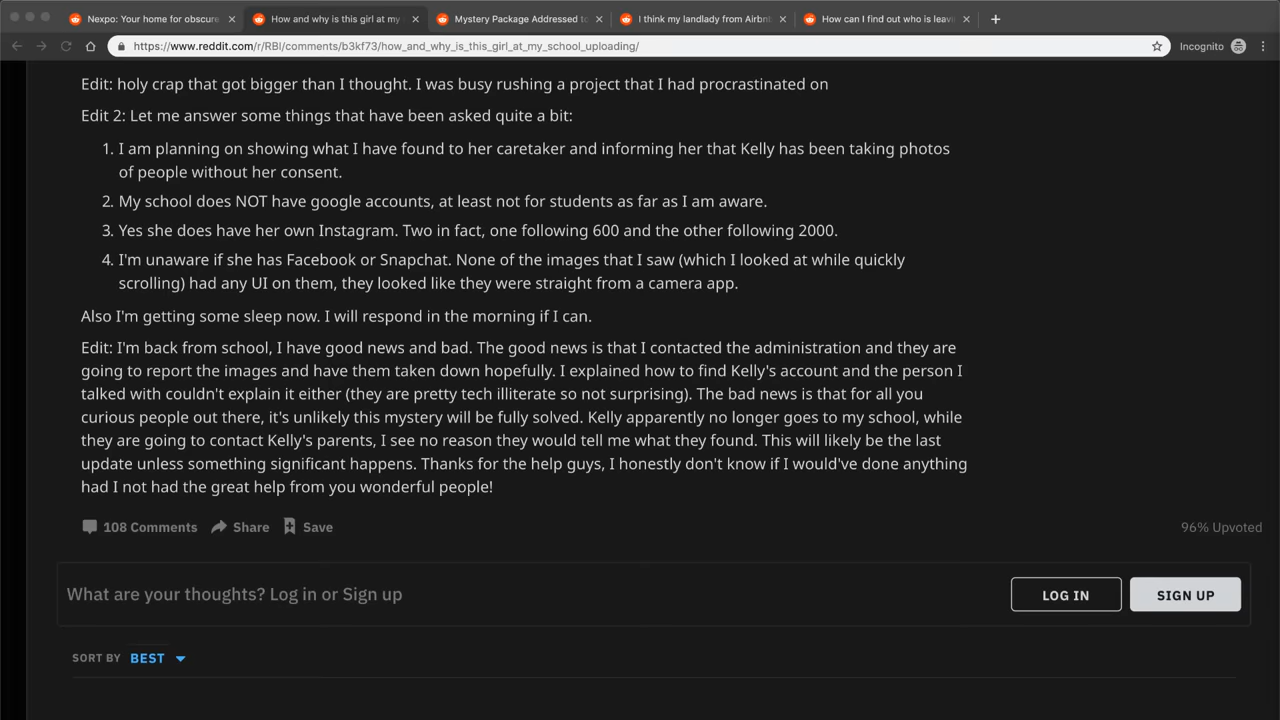 Nexpo: Your home for obscure
How and why is this girl at my
Mystery Package Addressed to
I think my landlady from Airbnb
How can I find out who is leavi
https://www.reddit.com/r/RBI/comments/b3kf73/how_and_why_is_this_girl_at_my_school_uploading/
Incognito
Edit: holy crap that got bigger than I thought. I was busy rushing a project that I had procrastinated on
Edit 2: Let me answer some things that have been asked quite a bit:
1. I am planning on showing what I have found to her caretaker and informing her that Kelly has been taking photos
of people without her consent.
2. My school does NOT have google accounts, at least not for students as far as I am aware.
3. Yes she does have her own Instagram. Two in fact, one following 600 and the other following 2000.
4. I'm unaware if she has Facebook or Snapchat. None of the images that I saw (which I looked at while quickly
scrolling) had any UI on them, they looked like they were straight from a camera app.
Also I'm getting some sleep now. I will respond in the morning if I can.
Edit: I'm back from school, I have good news and bad. The good news is that I contacted the administration and they are
going to report the images and have them taken down hopefully. I explained how to find Kelly's account and the person I
talked with couldn't explain it either (they are pretty tech illiterate so not surprising). The bad news is that for all you
curious people out there, it's unlikely this mystery will be fully solved. Kelly apparently no longer goes to my school, while
they are going to contact Kelly's parents, I see no reason they would tell me what they found. This will likely be the last
update unless something significant happens. Thanks for the help guys, I honestly don't know if I would've done anything
had I not had the great help from you wonderful people!
108 Comments Share Save
96% Upvoted
What are your thoughts? Log in or Sign up
LOG IN
SIGN UP
SORT BY BEST